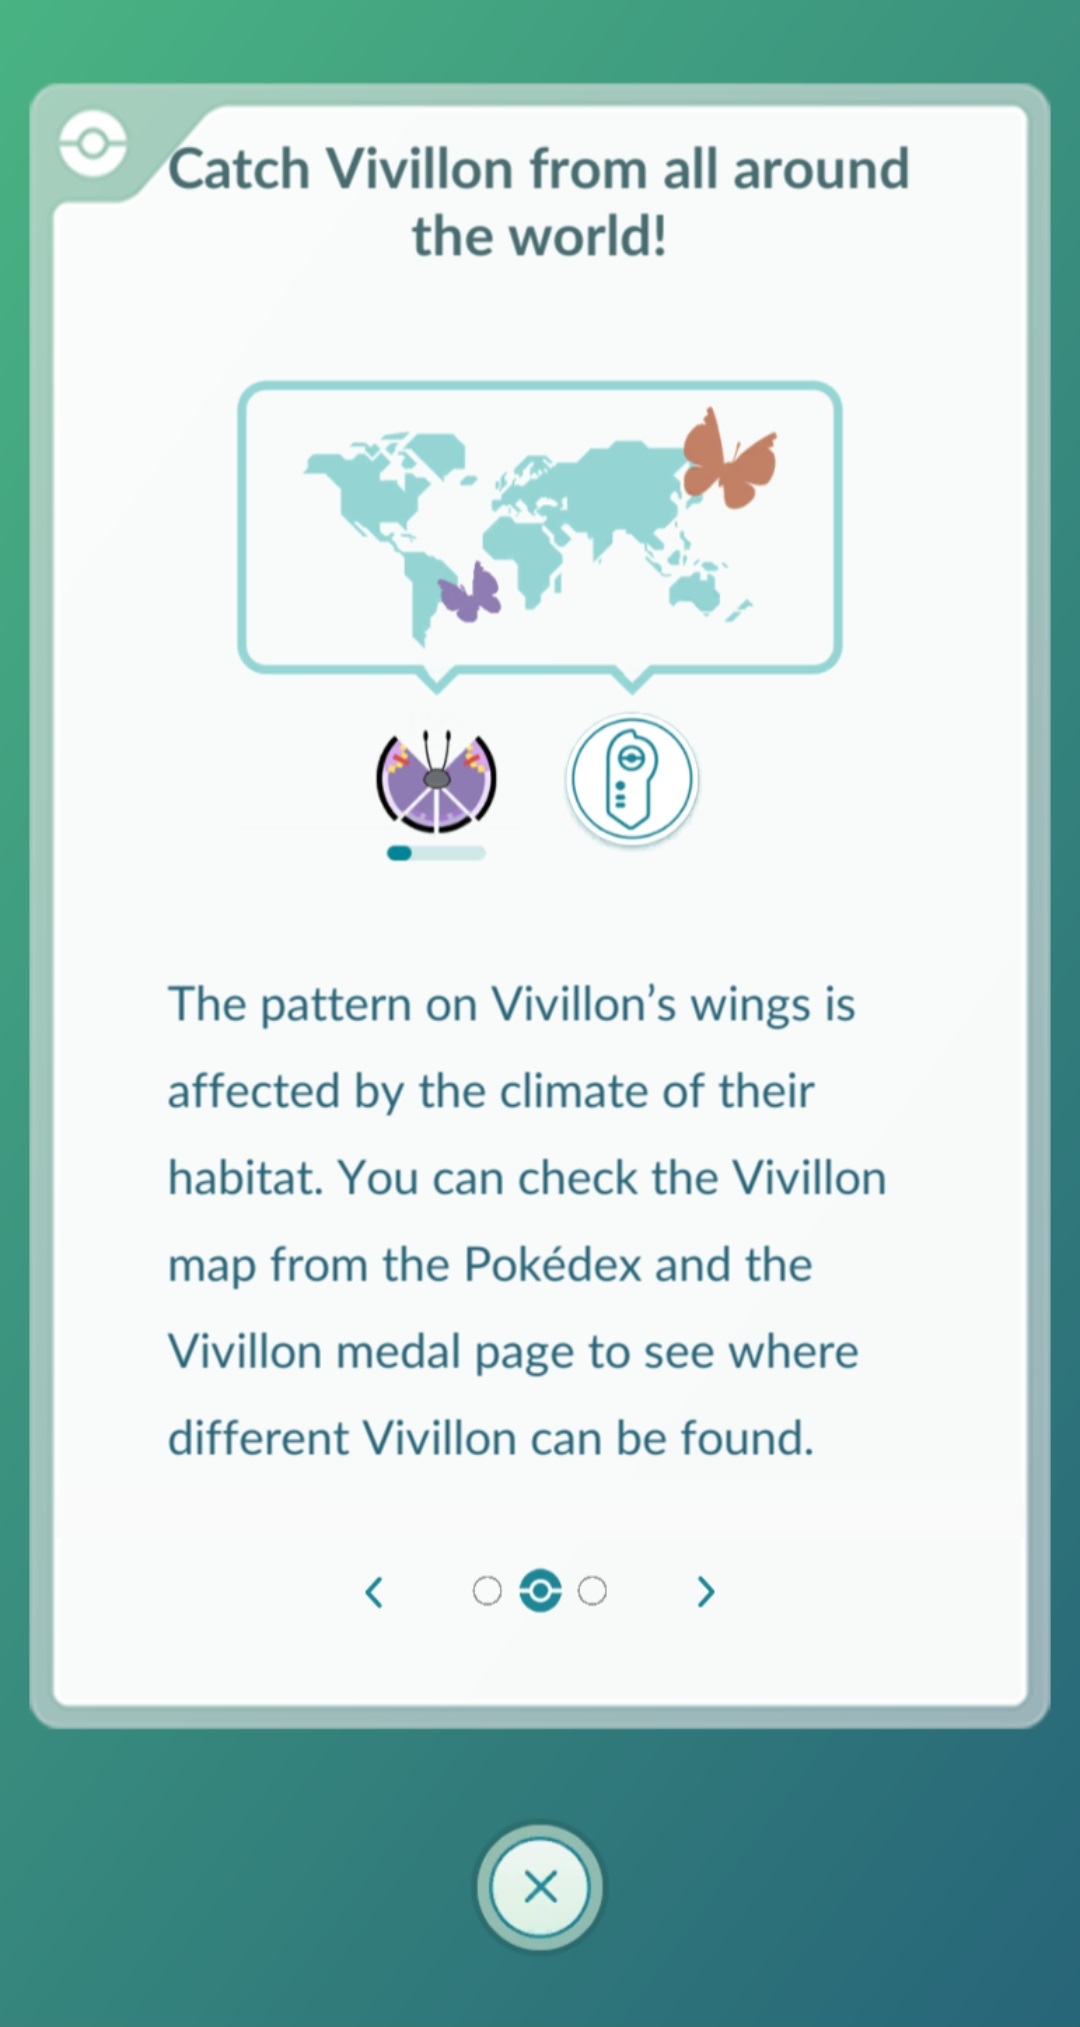 Catch Vivillon from all around
the world!
The pattern on Vivillon’s wings is
affected by the climate of their
habitat. You can check the Vivillon
map from the Pokédex and the
Vivillon medal page to see where
different Vivillon can be found.